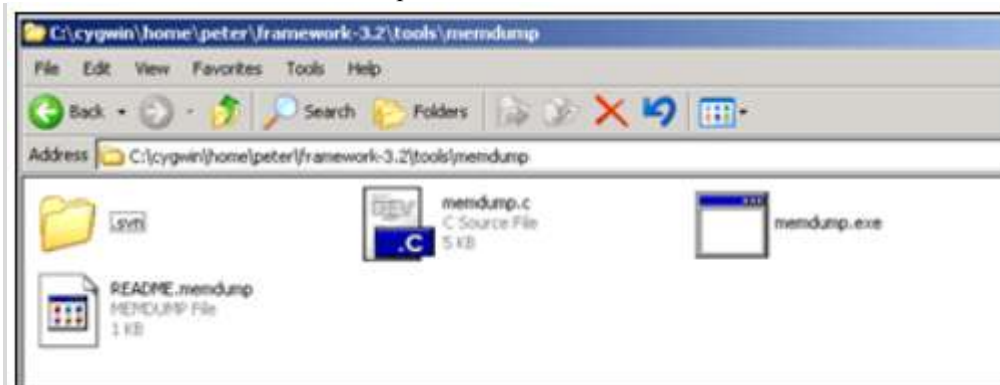 C:\cygwin\home\peter\framework-3.2\tools\memdump
File Edit View Favorites Tools Help
Back Search Folders
Address C:\cygwin\home\peter\framework-3.2\tools\memdump
.svn
memdump.c
C Source File
5 KB
.C
memdump.exe
README.memdump
MEMDUMP File
1 KB